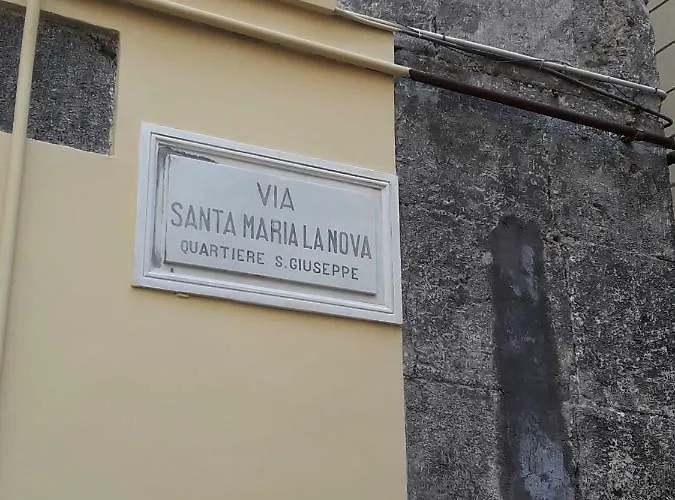 VIA
SANTA MARIA LA NOVA
QUARTIERE S. GIUSEPPE